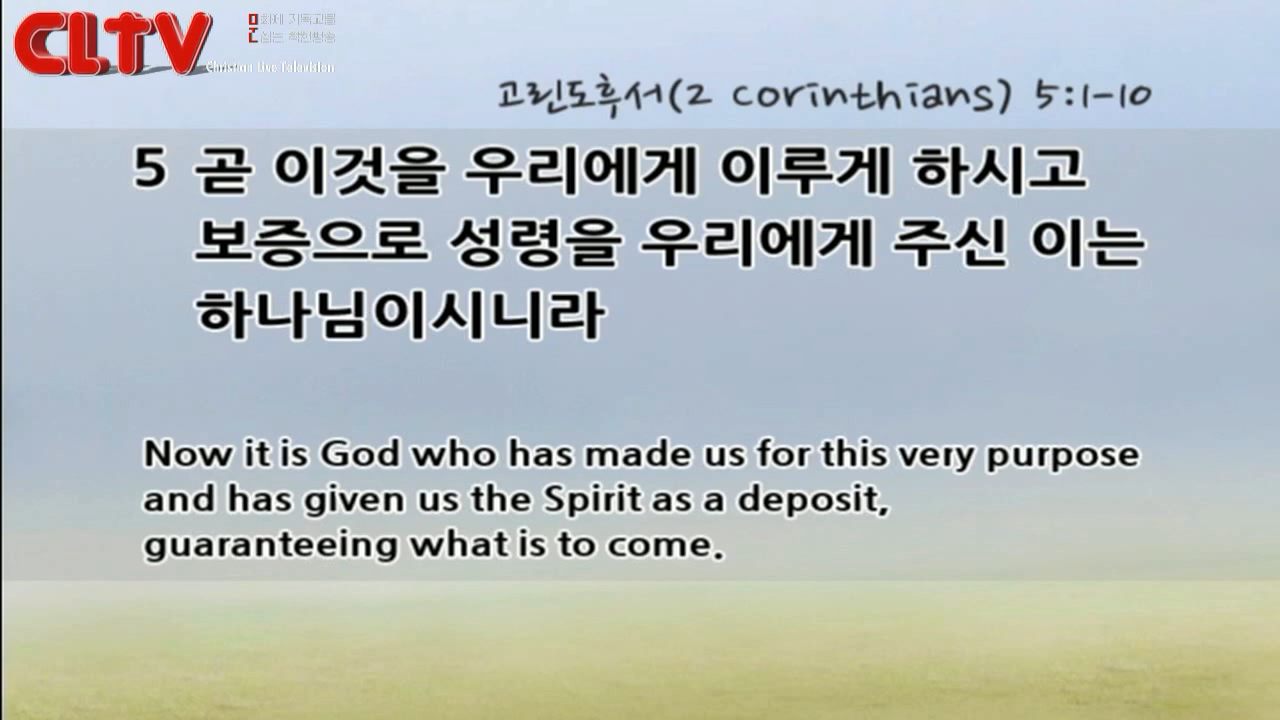 CLTV
Christian Live Television
고린도후서(2 corinthians) 5:1-10
5 곧 이것을 우리에게 이루게 하시고
보증으로 성령을 우리에게 주신 이는
하나님이시니라
Now it is God who has made us for this very purpose
and has given us the Spirit as a deposit,
guaranteeing what is to come.